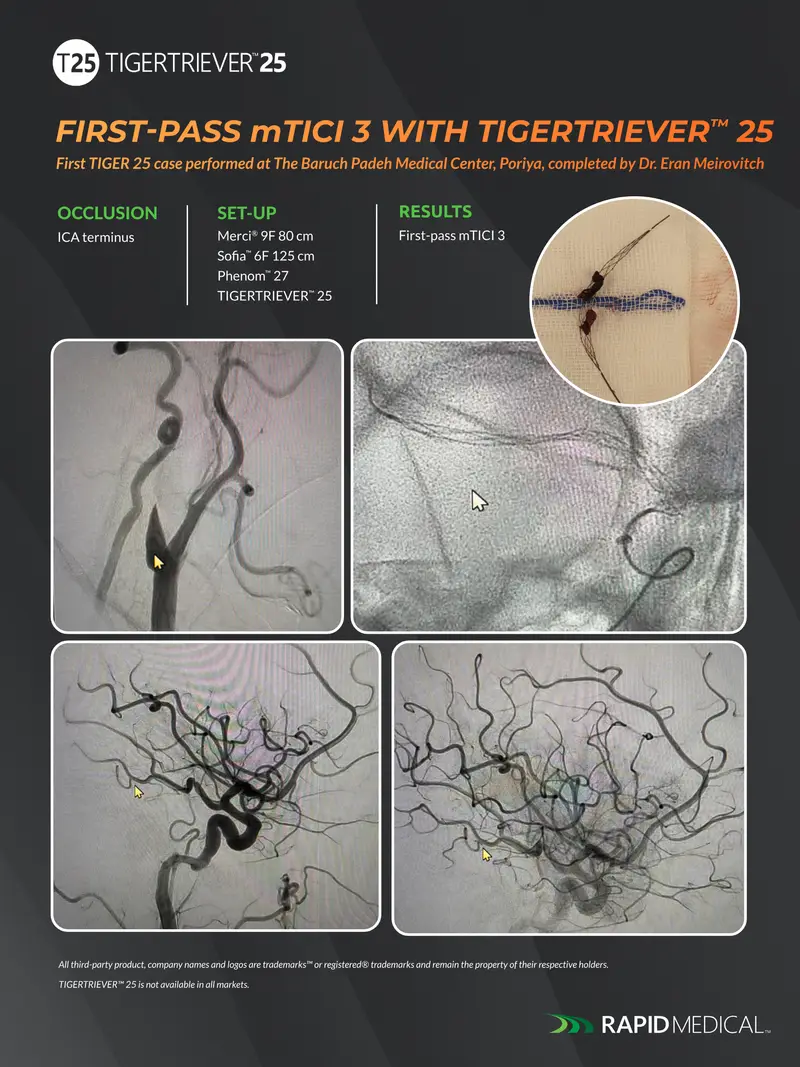 T25 TIGERTRIEVER™ 25
FIRST-PASS mTICI 3 WITH TIGERTRIEVER™ 25
First TIGER 25 case performed at The Baruch Padeh Medical Center, Poriya, completed by Dr. Eran Meirovitch
OCCLUSION
ICA terminus
SET-UP
Merci® 9F 80 cm
Sofia™ 6F 125 cm
Phenom™ 27
TIGERTRIEVER™ 25
RESULTS
First-pass mTICI 3
All third-party product, company names and logos are trademarks™ or registered® trademarks and remain the property of their respective holders.
TIGERTRIEVER™ 25 is not available in all markets.
RAPIDMEDICAL™